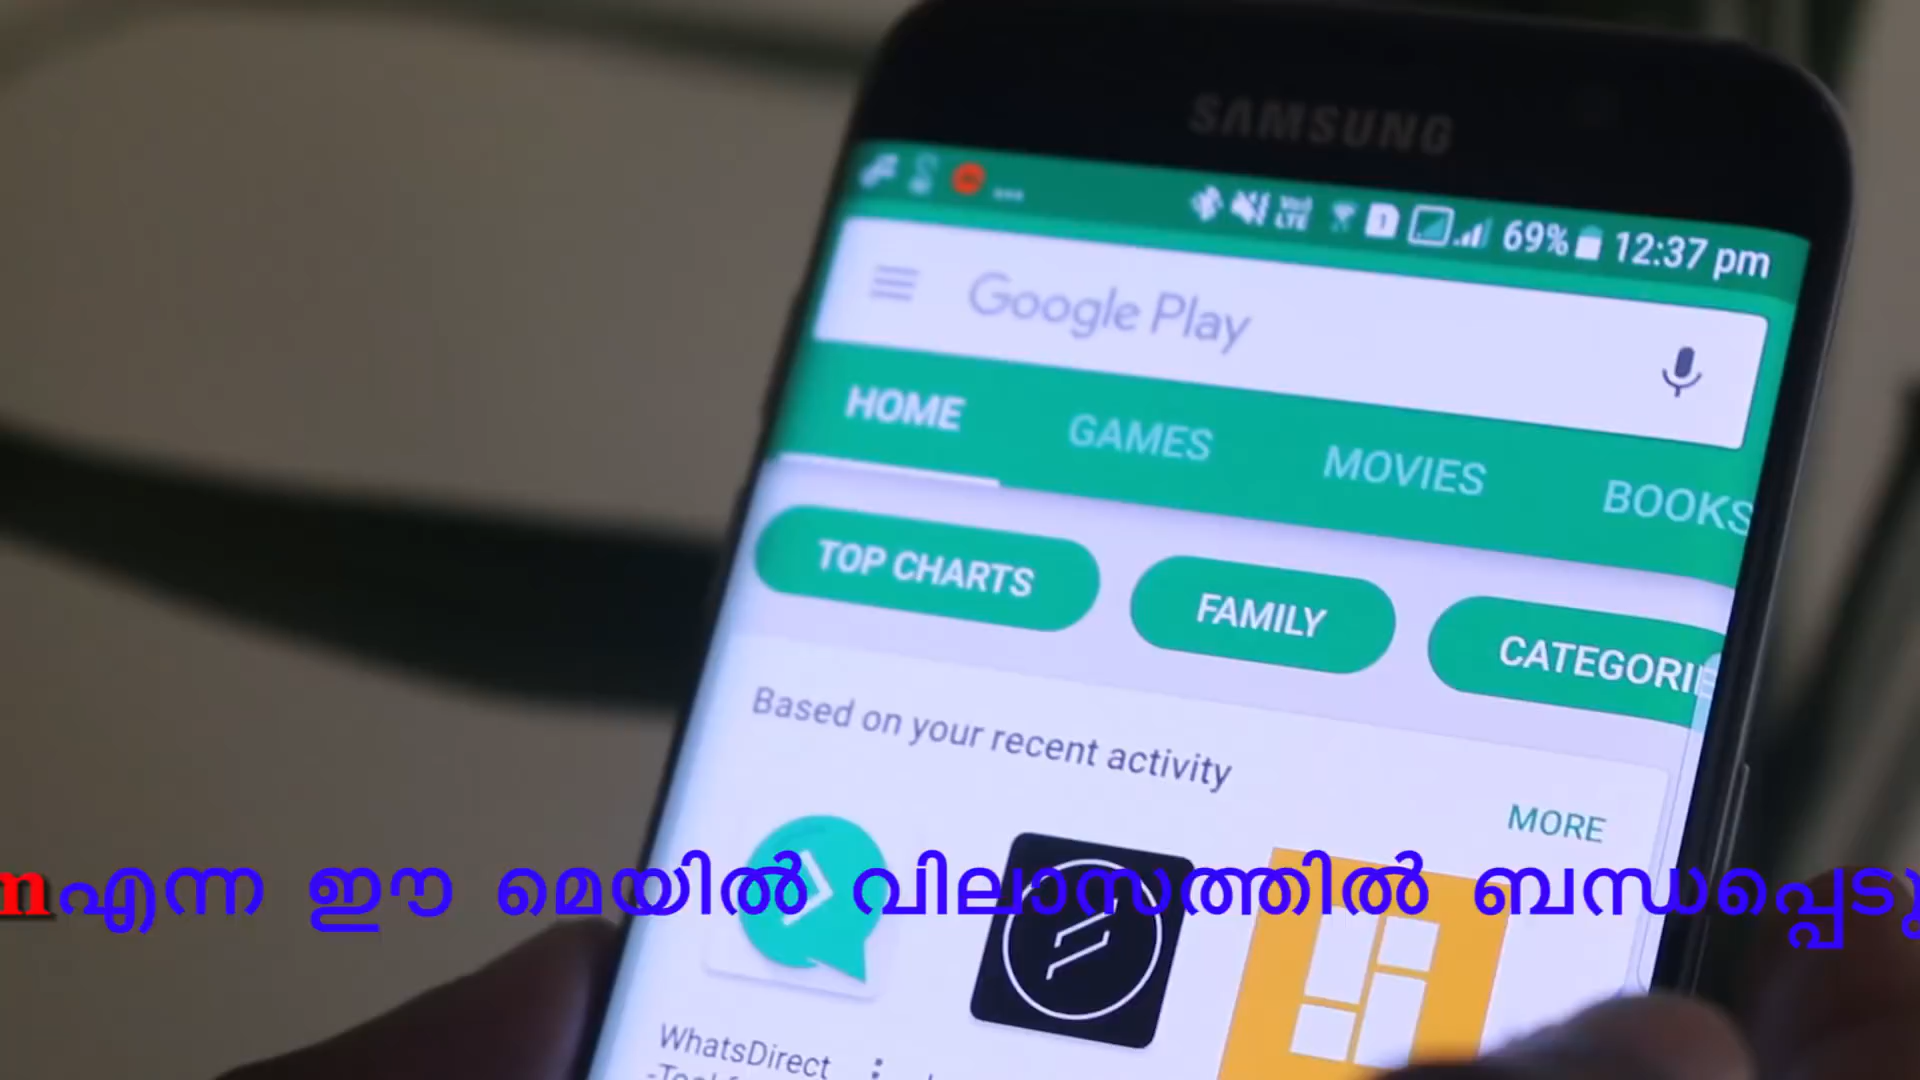 SAMSUNG
69% 12:37 pm
Google Play
HOME GAMES MOVIES BOOKS
TOP CHARTS FAMILY CATEGORI
Based on your recent activity
MORE
n എന്ന ഈ മെയിൽ വിലാസത്തിൽ ബന്ധപ്പെടു
WhatsDirect